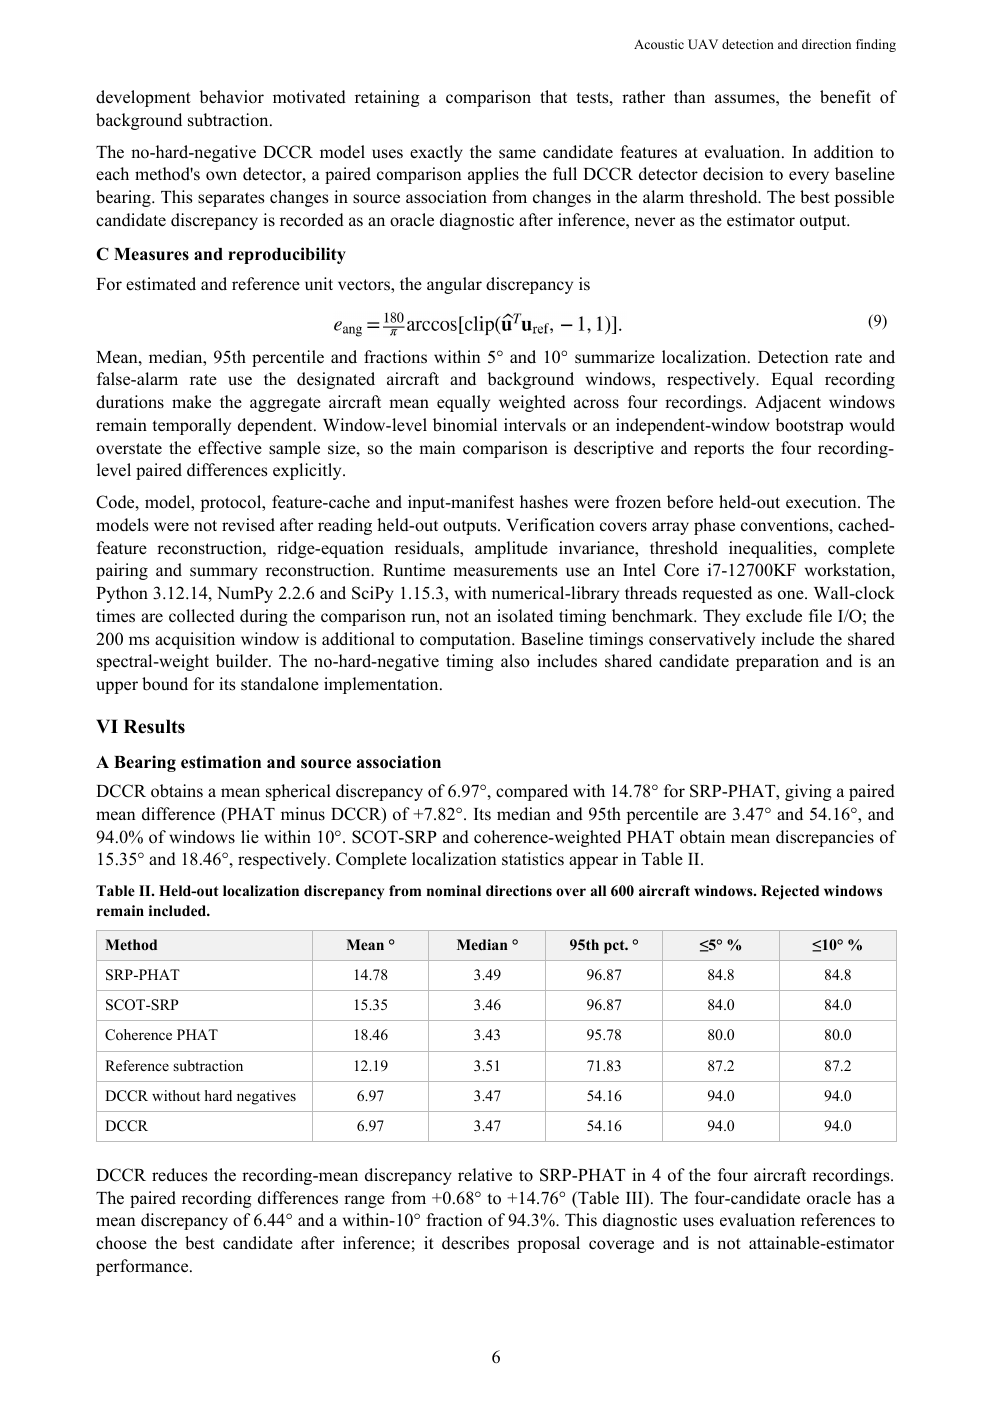 Acoustic UAV detection and direction finding
development behavior motivated retaining a comparison that tests, rather than assumes, the benefit of
background subtraction.
The no-hard-negative DCCR model uses exactly the same candidate features at evaluation. In addition to
each method's own detector, a paired comparison applies the full DCCR detector decision to every baseline
bearing. This separates changes in source association from changes in the alarm threshold. The best possible
candidate discrepancy is recorded as an oracle diagnostic after inference, never as the estimator output.
C Measures and reproducibility
For estimated and reference unit vectors, the angular discrepancy is
e_ang = 180/π arccos[clip(û^T u_ref, − 1, 1)]. (9)
Mean, median, 95th percentile and fractions within 5° and 10° summarize localization. Detection rate and
false-alarm rate use the designated aircraft and background windows, respectively. Equal recording
durations make the aggregate aircraft mean equally weighted across four recordings. Adjacent windows
remain temporally dependent. Window-level binomial intervals or an independent-window bootstrap would
overstate the effective sample size, so the main comparison is descriptive and reports the four recording-
level paired differences explicitly.
Code, model, protocol, feature-cache and input-manifest hashes were frozen before held-out execution. The
models were not revised after reading held-out outputs. Verification covers array phase conventions, cached-
feature reconstruction, ridge-equation residuals, amplitude invariance, threshold inequalities, complete
pairing and summary reconstruction. Runtime measurements use an Intel Core i7-12700KF workstation,
Python 3.12.14, NumPy 2.2.6 and SciPy 1.15.3, with numerical-library threads requested as one. Wall-clock
times are collected during the comparison run, not an isolated timing benchmark. They exclude file I/O; the
200 ms acquisition window is additional to computation. Baseline timings conservatively include the shared
spectral-weight builder. The no-hard-negative timing also includes shared candidate preparation and is an
upper bound for its standalone implementation.
VI Results
A Bearing estimation and source association
DCCR obtains a mean spherical discrepancy of 6.97°, compared with 14.78° for SRP-PHAT, giving a paired
mean difference (PHAT minus DCCR) of +7.82°. Its median and 95th percentile are 3.47° and 54.16°, and
94.0% of windows lie within 10°. SCOT-SRP and coherence-weighted PHAT obtain mean discrepancies of
15.35° and 18.46°, respectively. Complete localization statistics appear in Table II.
Table II. Held-out localization discrepancy from nominal directions over all 600 aircraft windows. Rejected windows
remain included.
Method Mean ° Median ° 95th pct. ° ≤5° % ≤10° %
SRP-PHAT 14.78 3.49 96.87 84.8 84.8
SCOT-SRP 15.35 3.46 96.87 84.0 84.0
Coherence PHAT 18.46 3.43 95.78 80.0 80.0
Reference subtraction 12.19 3.51 71.83 87.2 87.2
DCCR without hard negatives 6.97 3.47 54.16 94.0 94.0
DCCR 6.97 3.47 54.16 94.0 94.0
DCCR reduces the recording-mean discrepancy relative to SRP-PHAT in 4 of the four aircraft recordings.
The paired recording differences range from +0.68° to +14.76° (Table III). The four-candidate oracle has a
mean discrepancy of 6.44° and a within-10° fraction of 94.3%. This diagnostic uses evaluation references to
choose the best candidate after inference; it describes proposal coverage and is not attainable-estimator
performance.
6